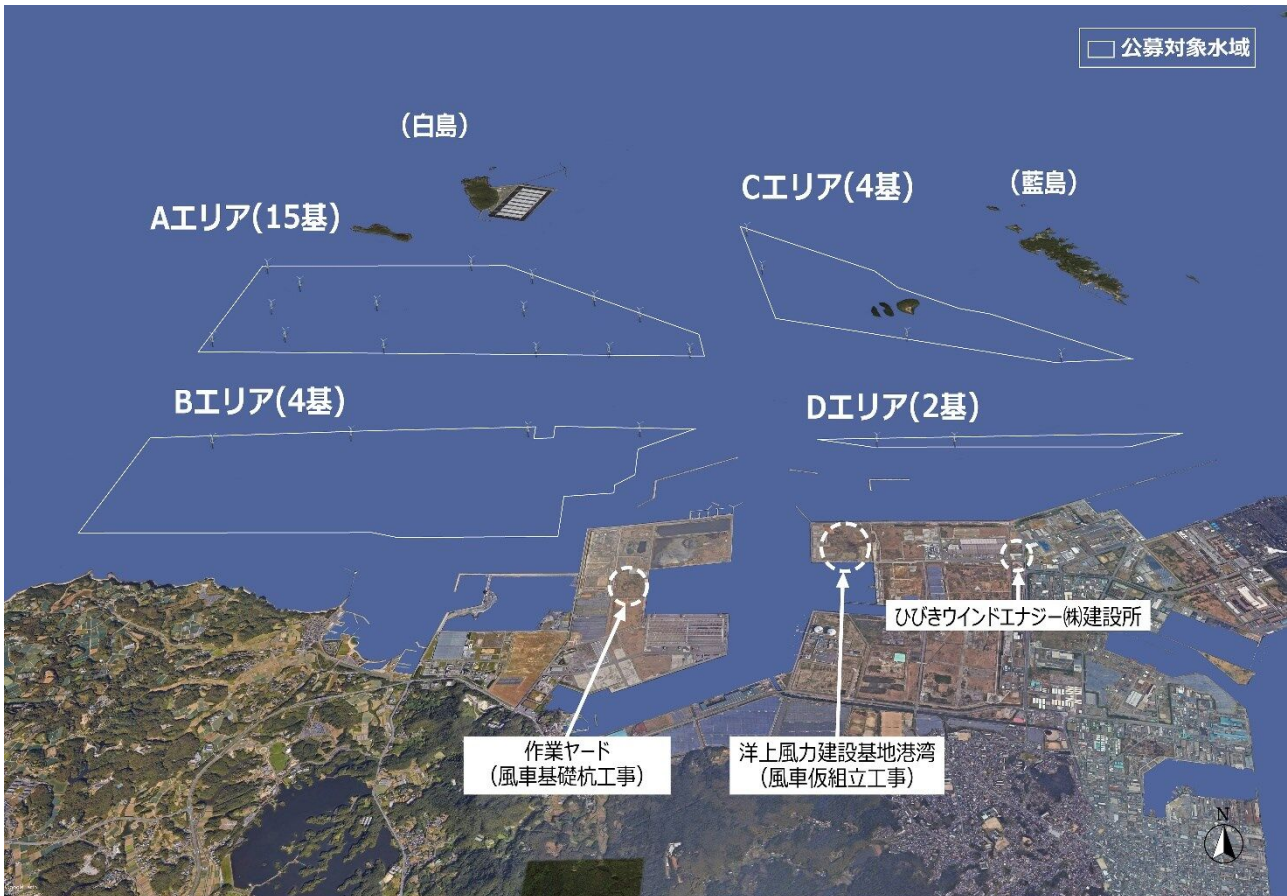 公募対象水域
(白島)
Cエリア(4基)
(藍島)
Aエリア(15基)
Bエリア(4基)
Dエリア(2基)
ひびきウインドエナジー㈱建設所
作業ヤード
(風車基礎杭工事)
洋上風力建設基地港湾
(風車仮組立工事)
N